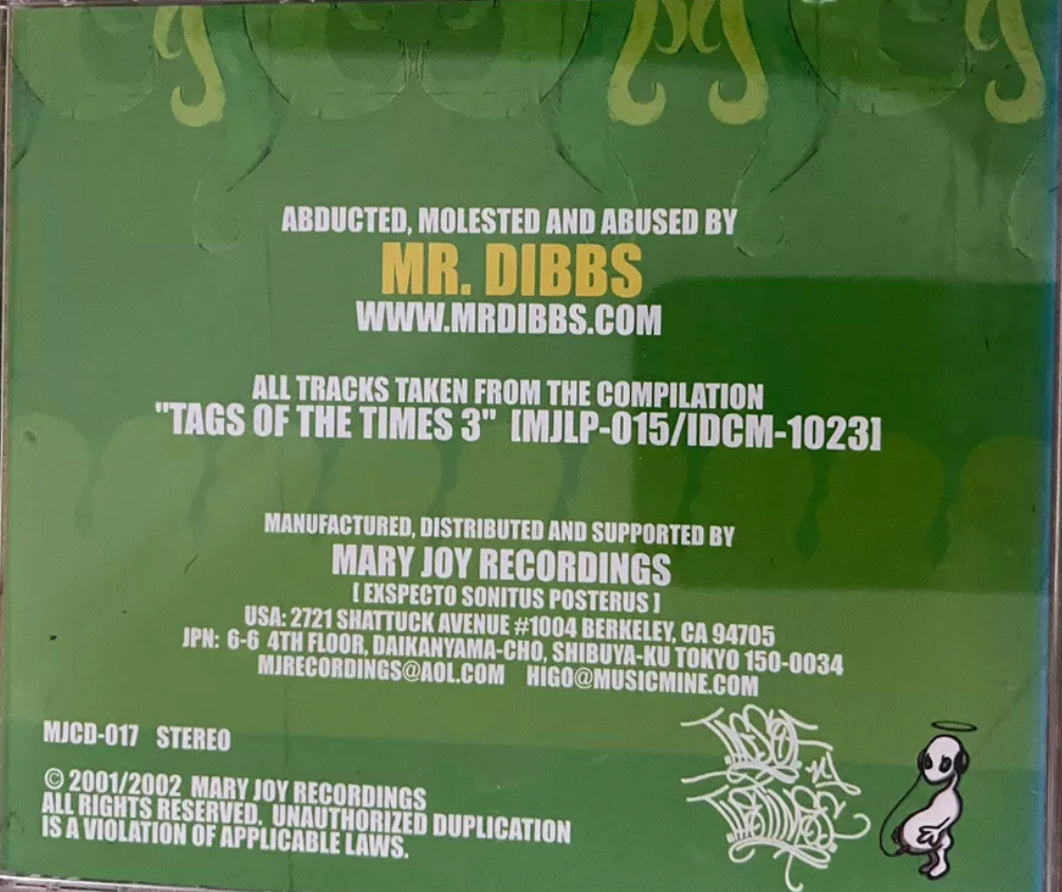 ABDUCTED, MOLESTED AND ABUSED BY
MR. DIBBS
WWW.MRDIBBS.COM
ALL TRACKS TAKEN FROM THE COMPILATION
"TAGS OF THE TIMES 3" [MJLP-015/IDCM-1023]
MANUFACTURED, DISTRIBUTED AND SUPPORTED BY
MARY JOY RECORDINGS
[ EXSPECTO SONITUS POSTERUS ]
USA: 2721 SHATTUCK AVENUE #1004 BERKELEY, CA 94705
JPN: 6-6 4TH FLOOR, DAIKANYAMA-CHO, SHIBUYA-KU TOKYO 150-0034
MJRECORDINGS@AOL.COM HIGO@MUSICMINE.COM
MJCD-017 STEREO
© 2001/2002 MARY JOY RECORDINGS
ALL RIGHTS RESERVED. UNAUTHORIZED DUPLICATION
IS A VIOLATION OF APPLICABLE LAWS.